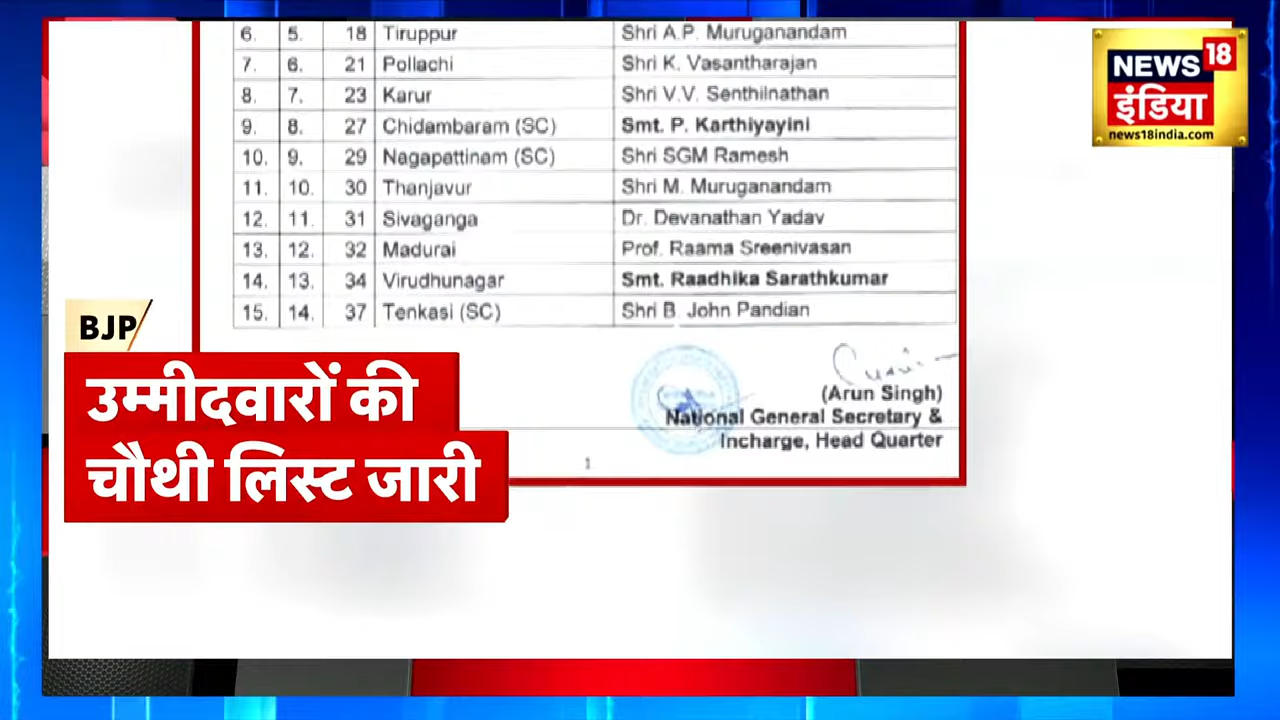 6. 5. 18 Tiruppur Shri A.P. Muruganandam
7. 6. 21 Pollachi Shri K. Vasantharajan
8. 7. 23 Karur Shri V.V. Senthilnathan
9. 8. 27 Chidambaram (SC) Smt. P. Karthiyayini
10. 9. 29 Nagapattinam (SC) Shri SGM Ramesh
11. 10. 30 Thanjavur Shri M. Muruganandam
12. 11. 31 Sivaganga Dr. Devanathan Yadav
13. 12. 32 Madurai Prof. Raama Sreenivasan
14. 13. 34 Virudhunagar Smt. Raadhika Sarathkumar
15. 14. 37 Tenkasi (SC) Shri B. John Pandian
(Arun Singh)
National General Secretary &
Incharge, Head Quarter
1
NEWS 18
इंडिया
news18india.com
BJP
उम्मीदवारों की
चौथी लिस्ट जारी